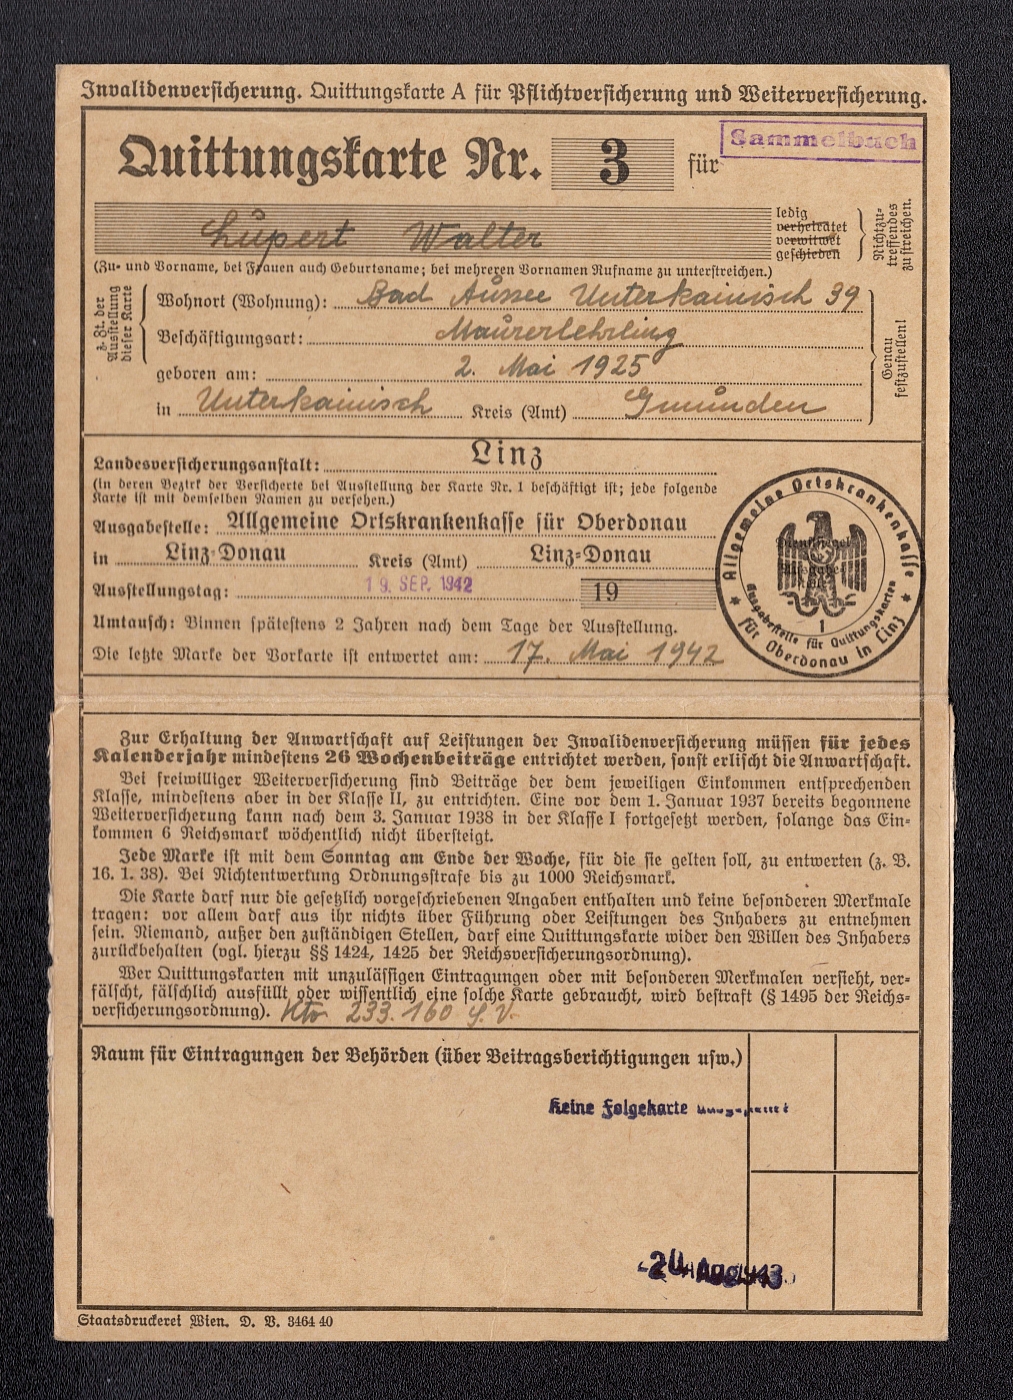 Invalidenversicherung. Quittungskarte A für Pflichtversicherung und Weiterversicherung.
Sammelbuch
Quittungskarte Nr. 3 für
Lupert Walter
ledig
verheiratet
verwitwet
geschieden
Nichtzu-
treffendes
zu streichen.
(Zu- und Vorname, bei Frauen auch Geburtsname; bei mehreren Vornamen Rufname zu unterstreichen.)
z. Zt. der
Ausstellung
dieser Karte
Wohnort (Wohnung): Bad Aussee Unterkainisch 39
Beschäftigungsart: Maurerlehrling
geboren am: 2. Mai 1925
in Unterkainisch Kreis (Amt) Gmunden
Genau
festzustellen!
Landesversicherungsanstalt: Linz
(In deren Bezirk der Versicherte bei Ausstellung der Karte Nr. 1 beschäftigt ist; jede folgende
Karte ist mit demselben Namen zu versehen.)
Ausgabestelle: Allgemeine Ortskrankenkasse für Oberdonau
in Linz-Donau Kreis (Amt) Linz-Donau
Ausstellungstag: 19. SEP. 1942 19
Umtausch: Binnen spätestens 2 Jahren nach dem Tage der Ausstellung.
Die letzte Marke der Vorkarte ist entwertet am: 17. Mai 1942
Allgemeine Ortskrankenkasse
für Oberdonau in Linz
Ausgabestelle für Quittungskarten
1
Zur Erhaltung der Anwartschaft auf Leistungen der Invalidenversicherung müssen für jedes
Kalenderjahr mindestens 26 Wochenbeiträge entrichtet werden, sonst erlischt die Anwartschaft.
Bei freiwilliger Weiterversicherung sind Beiträge der dem jeweiligen Einkommen entsprechenden
Klasse, mindestens aber in der Klasse II, zu entrichten. Eine vor dem 1. Januar 1937 bereits begonnene
Weiterversicherung kann nach dem 3. Januar 1938 in der Klasse I fortgesetzt werden, solange das Ein-
kommen 6 Reichsmark wöchentlich nicht übersteigt.
Jede Marke ist mit dem Sonntag am Ende der Woche, für die sie gelten soll, zu entwerten (z. B.
16. 1. 38). Bei Nichtentwertung Ordnungsstrafe bis zu 1000 Reichsmark.
Die Karte darf nur die gesetzlich vorgeschriebenen Angaben enthalten und keine besonderen Merkmale
tragen: vor allem darf aus ihr nichts über Führung oder Leistungen des Inhabers zu entnehmen
sein. Niemand, außer den zuständigen Stellen, darf eine Quittungskarte wider den Willen des Inhabers
zurückbehalten (vgl. hierzu §§ 1424, 1425 der Reichsversicherungsordnung).
Wer Quittungskarten mit unzulässigen Eintragungen oder mit besonderen Merkmalen versieht, ver-
fälscht, fälschlich ausfüllt oder wissentlich eine solche Karte gebraucht, wird bestraft (§ 1495 der Reichs-
versicherungsordnung). Kto. 233.160
Raum für Eintragungen der Behörden (über Beitragsberichtigungen usw.)
Keine Folgekarte
Staatsdruckerei Wien. D. V. 3464 40